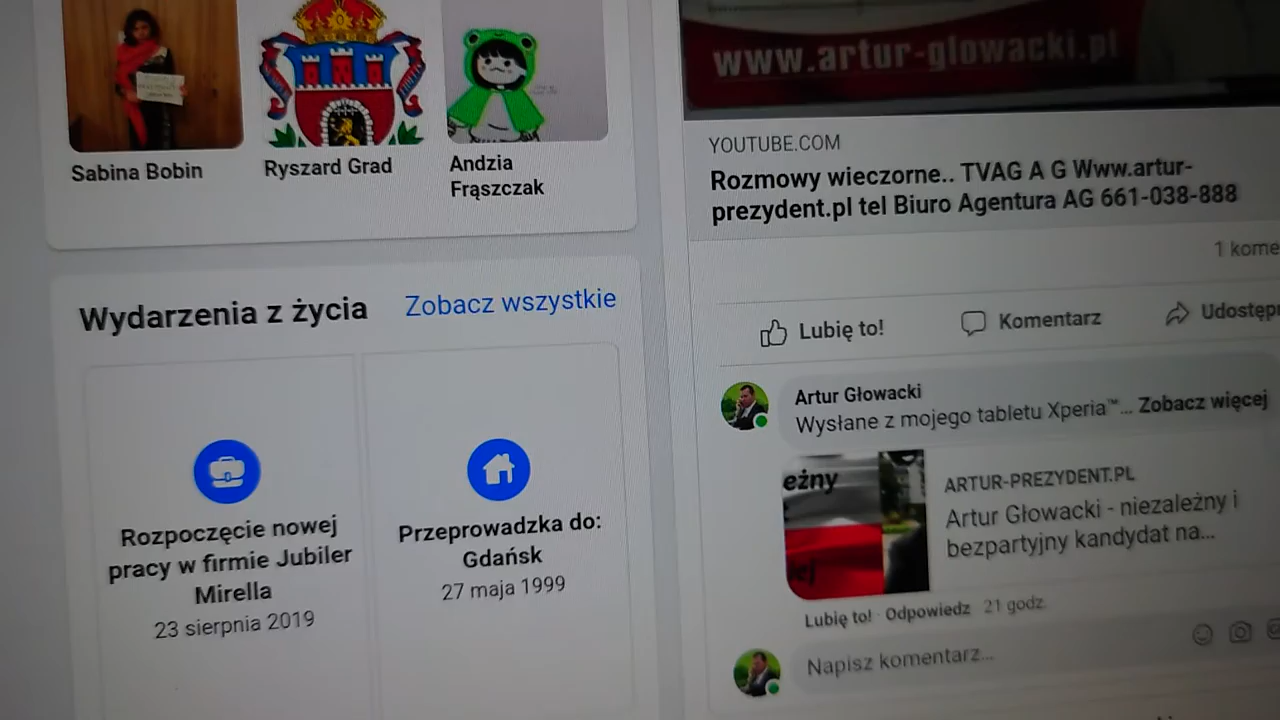 Sabina Bobin
Ryszard Grad
Andzia
Frąszczak
Wydarzenia z życia
Zobacz wszystkie
Rozpoczęcie nowej
pracy w firmie Jubiler
Mirella
23 sierpnia 2019
Przeprowadzka do:
Gdańsk
27 maja 1999
www.artur-glowacki.pl
YOUTUBE.COM
Rozmowy wieczorne.. TVAG A G Www.artur-
prezydent.pl tel Biuro Agentura AG 661-038-888
1 kome
Lubię to!
Komentarz
Udostępn
Artur Głowacki
Wysłane z mojego tabletu Xperia™... Zobacz więcej
eżny
ARTUR-PREZYDENT.PL
Artur Głowacki - niezależny i
bezpartyjny kandydat na...
Lubię to! · Odpowiedz 21 godz.
Napisz komentarz...